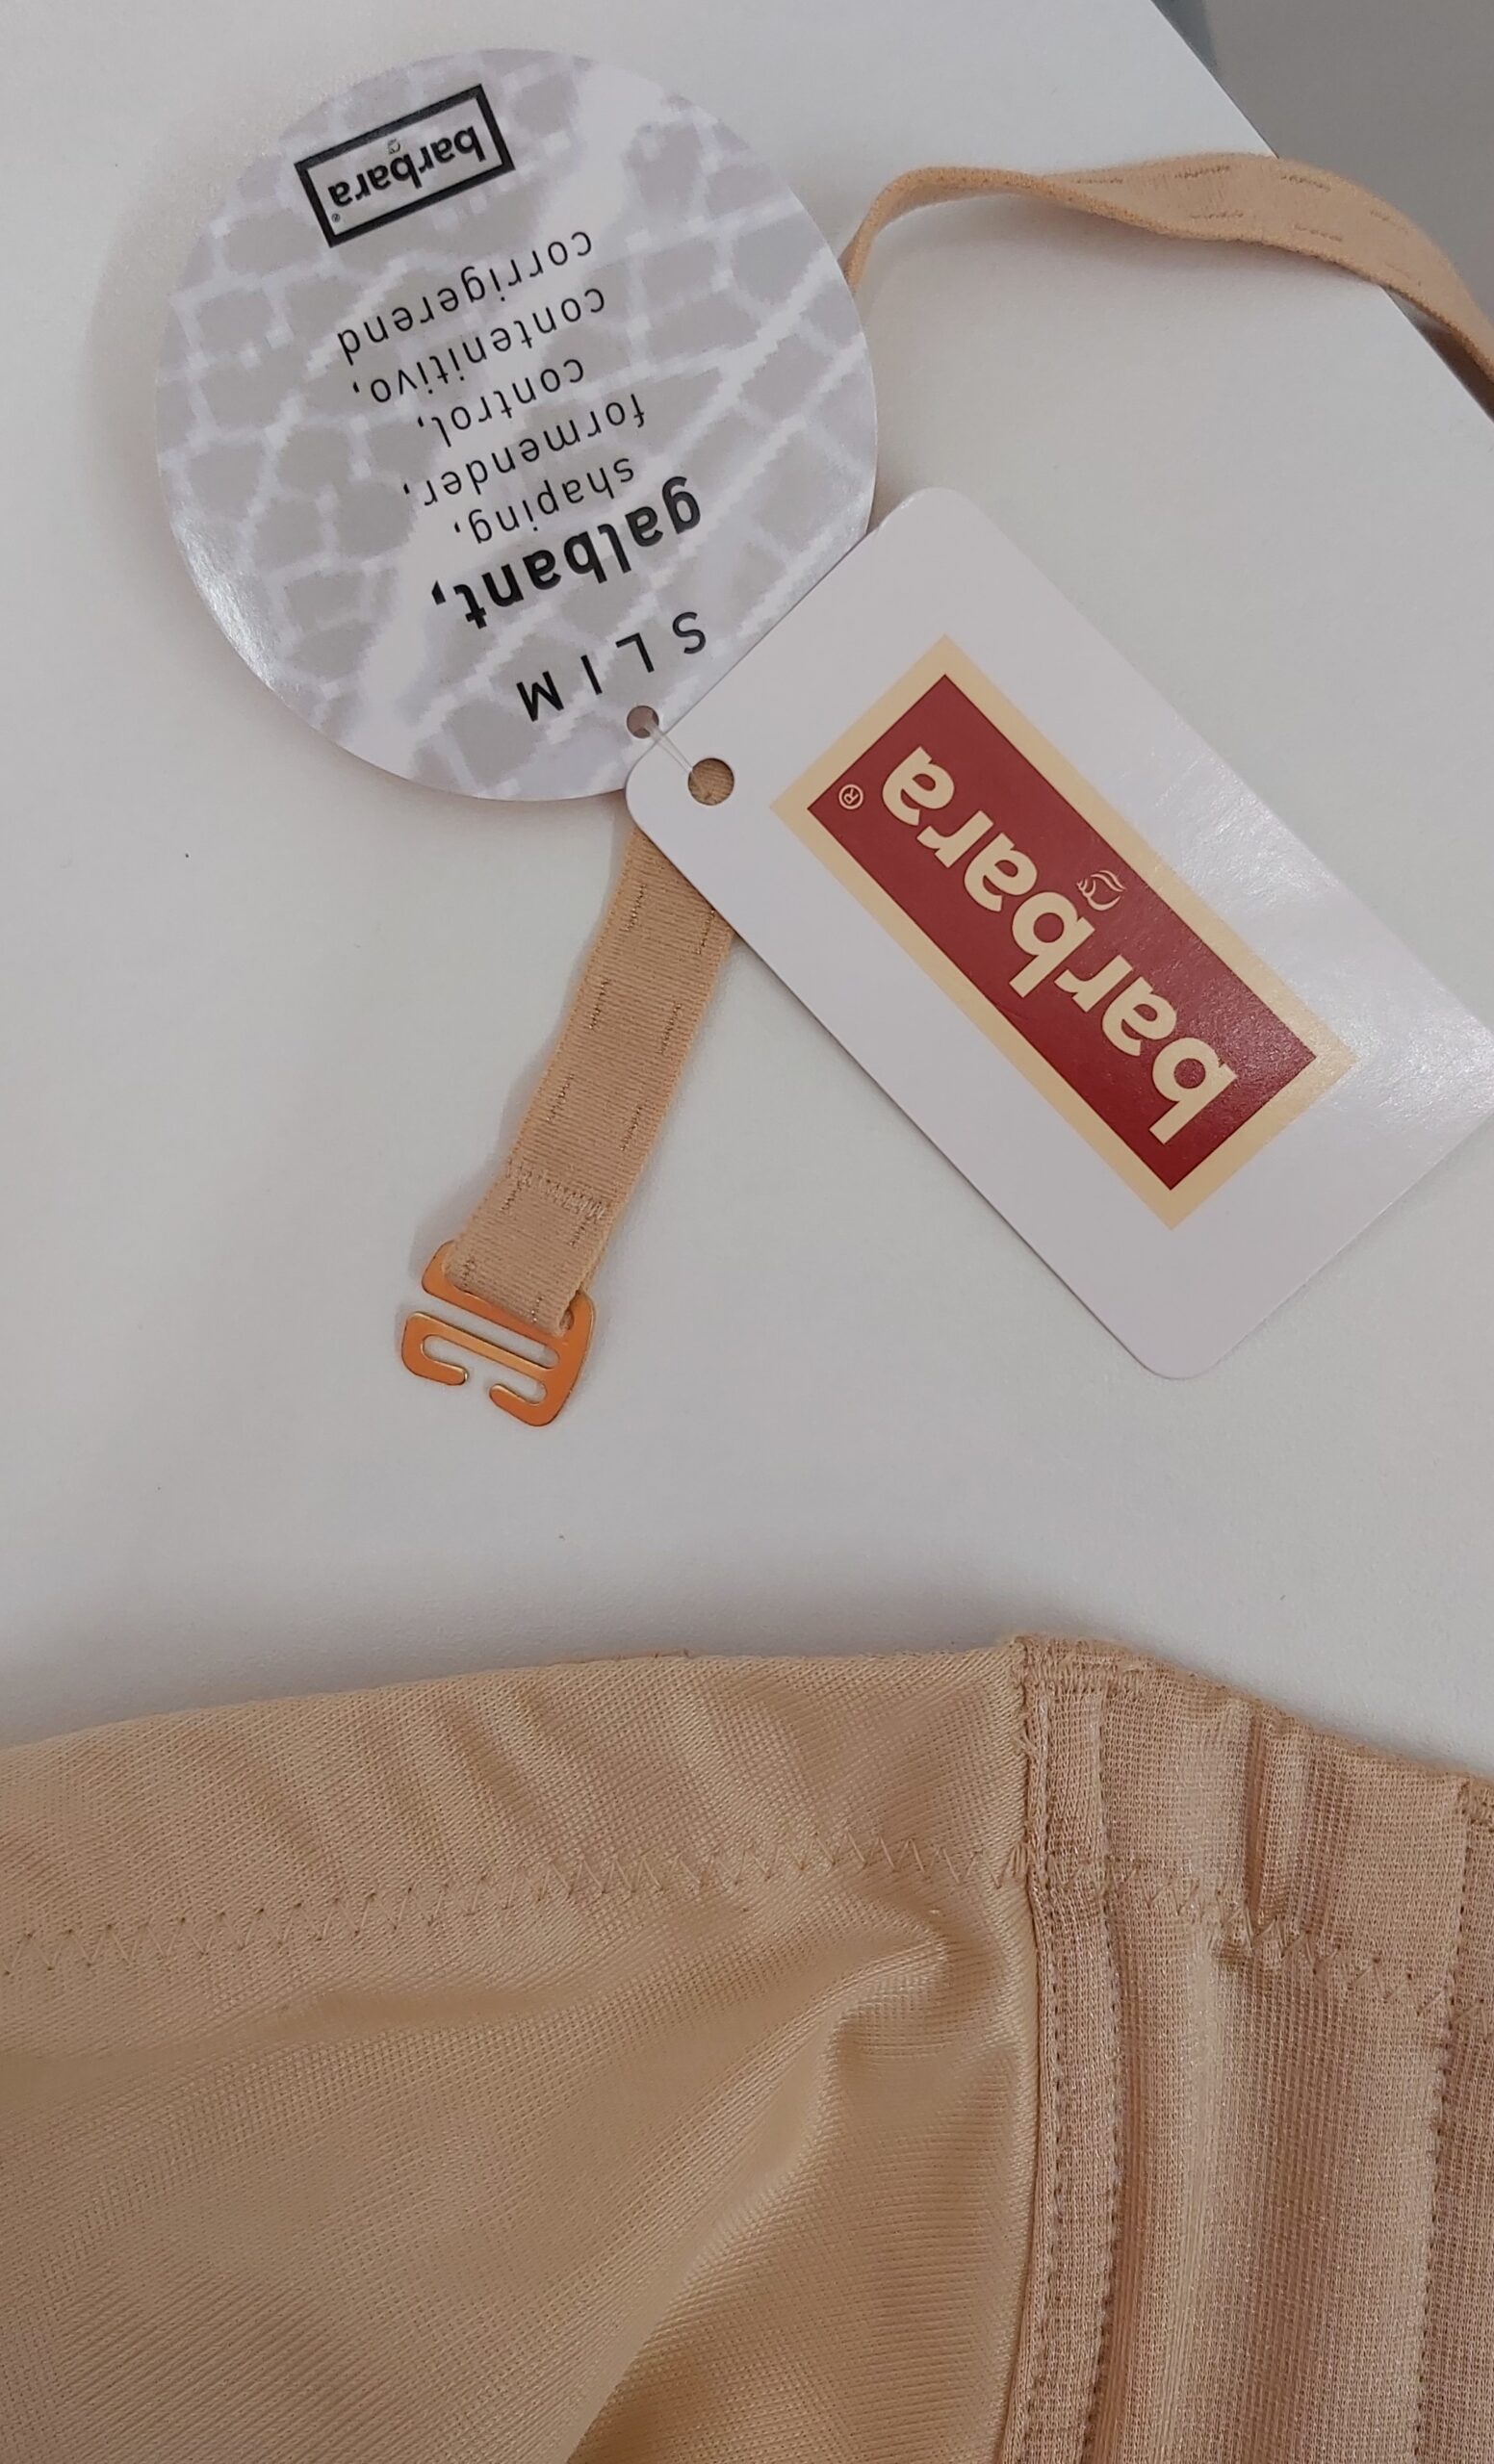 SLIM
galbant,
shaping,
formender,
control,
contenitivo,
corrigerend
barbara®
barbara®